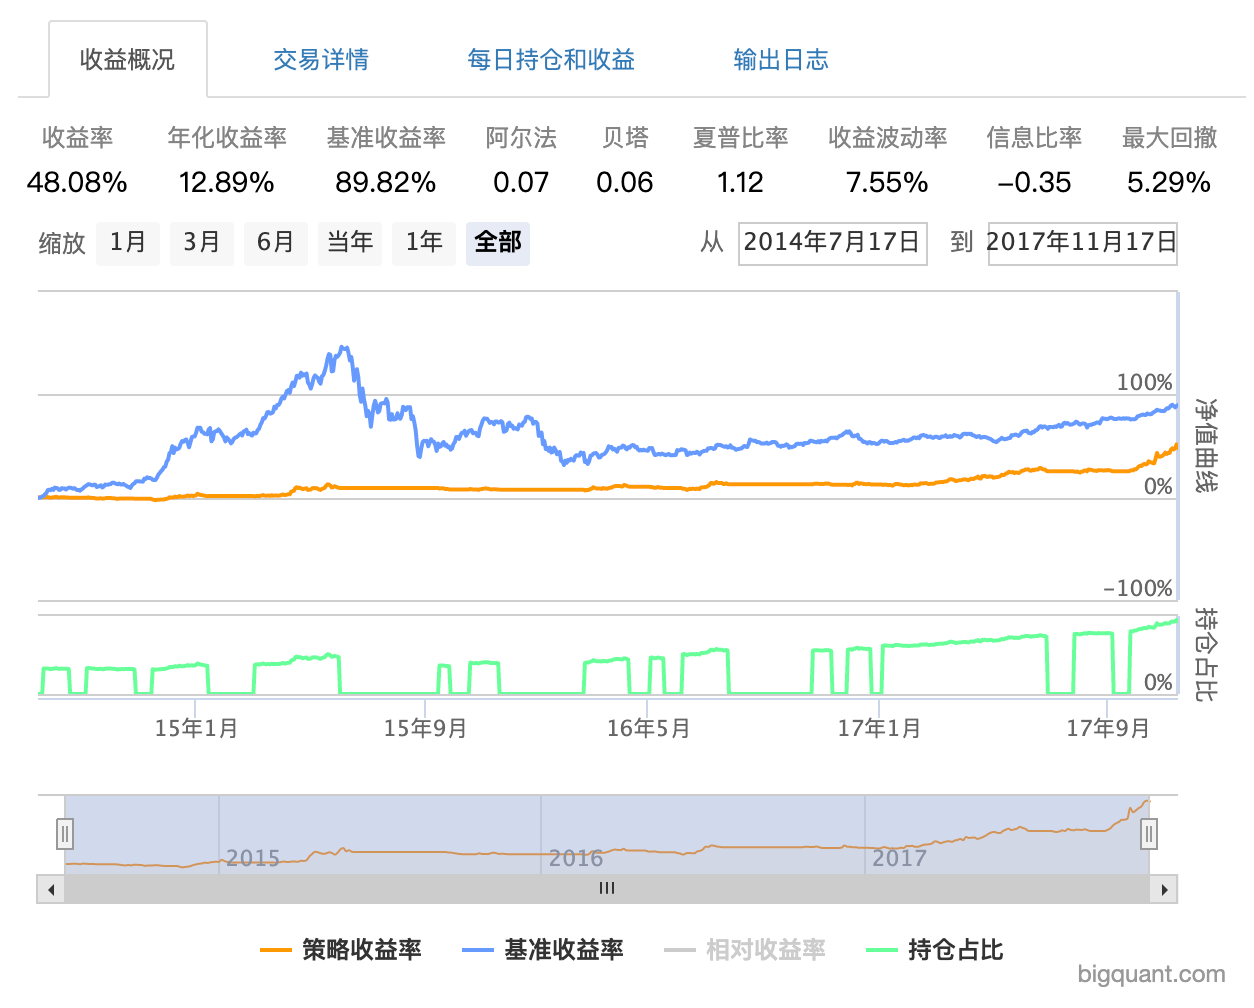 收益概况 交易详情 每日持仓和收益 输出日志
收益率 年化收益率 基准收益率 阿尔法 贝塔 夏普比率 收益波动率 信息比率 最大回撤
48.08% 12.89% 89.82% 0.07 0.06 1.12 7.55% −0.35 5.29%
缩放 1月 3月 6月 当年 1年 全部 从 2014年7月17日 到 2017年11月17日
100%
0%
−100%
净值曲线
0%
持仓占比
15年1月 15年9月 16年5月 17年1月 17年9月
2015 2016 2017
策略收益率 基准收益率 相对收益率 持仓占比
bigquant.com